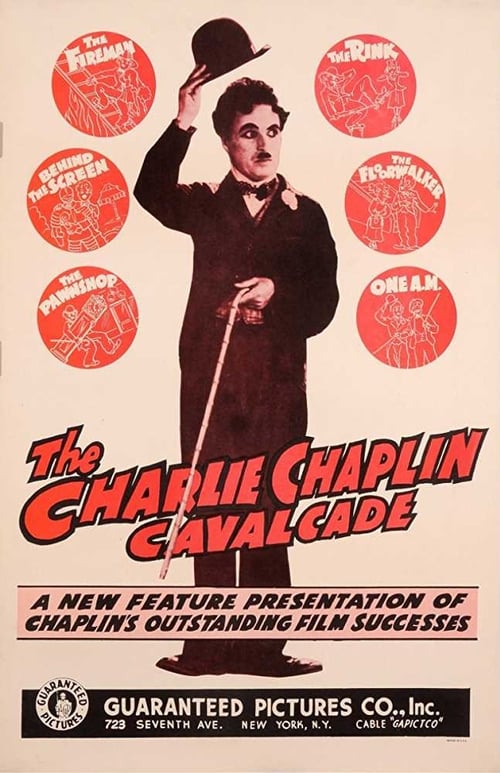 THE
FIREMAN
THE RINK
BEHIND
THE SCREEN
THE
FLOORWALKER
THE
PAWNSHOP
ONE A.M.
The
CHARLIE CHAPLIN
CAVALCADE
A NEW FEATURE PRESENTATION OF
CHAPLIN'S OUTSTANDING FILM SUCCESSES
GUARANTEED
PICTURES
GUARANTEED PICTURES CO., Inc.
723 SEVENTH AVE. NEW YORK, N.Y. CABLE "GAPICTCO"